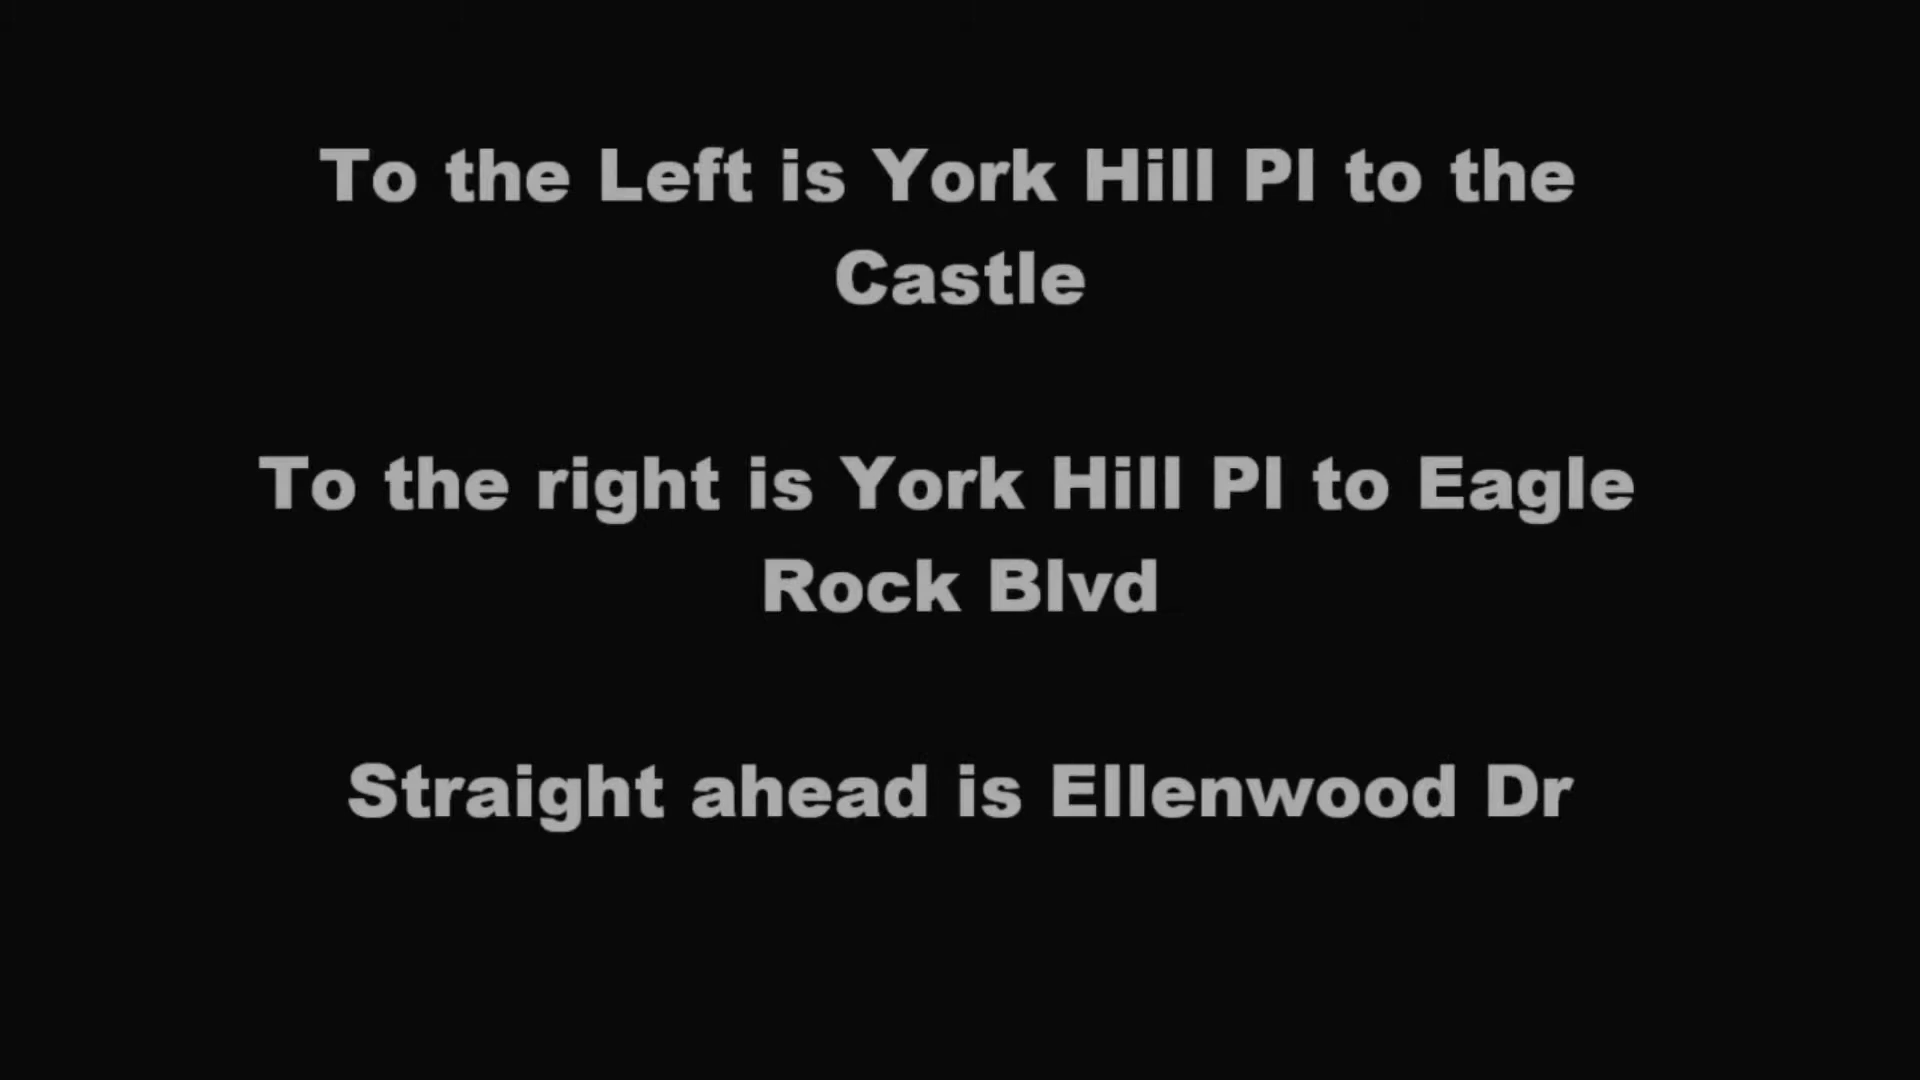 To the Left is York Hill Pl to the
Castle
To the right is York Hill Pl to Eagle
Rock Blvd
Straight ahead is Ellenwood Dr